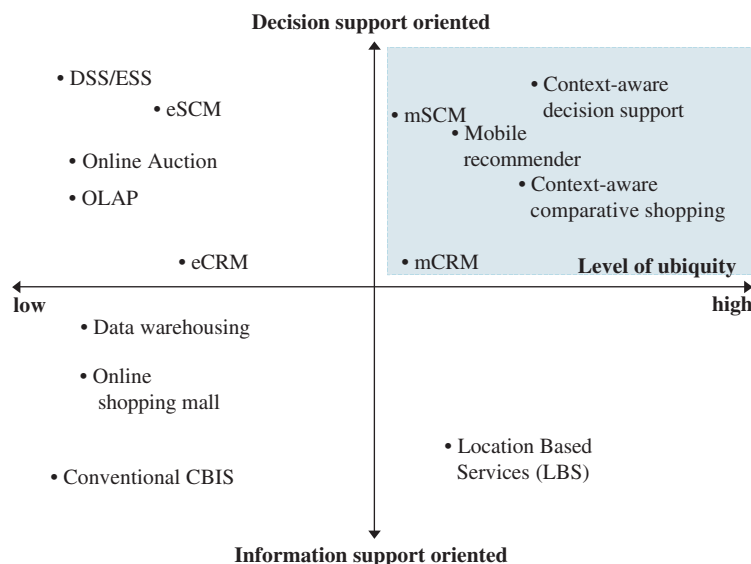 Decision support oriented
• DSS/ESS
• eSCM
• Online Auction
• OLAP
• eCRM
• Context-aware
decision support
• mSCM
• Mobile
recommender
• Context-aware
comparative shopping
• mCRM
Level of ubiquity
low
high
• Data warehousing
• Online
shopping mall
• Conventional CBIS
• Location Based
Services (LBS)
Information support oriented